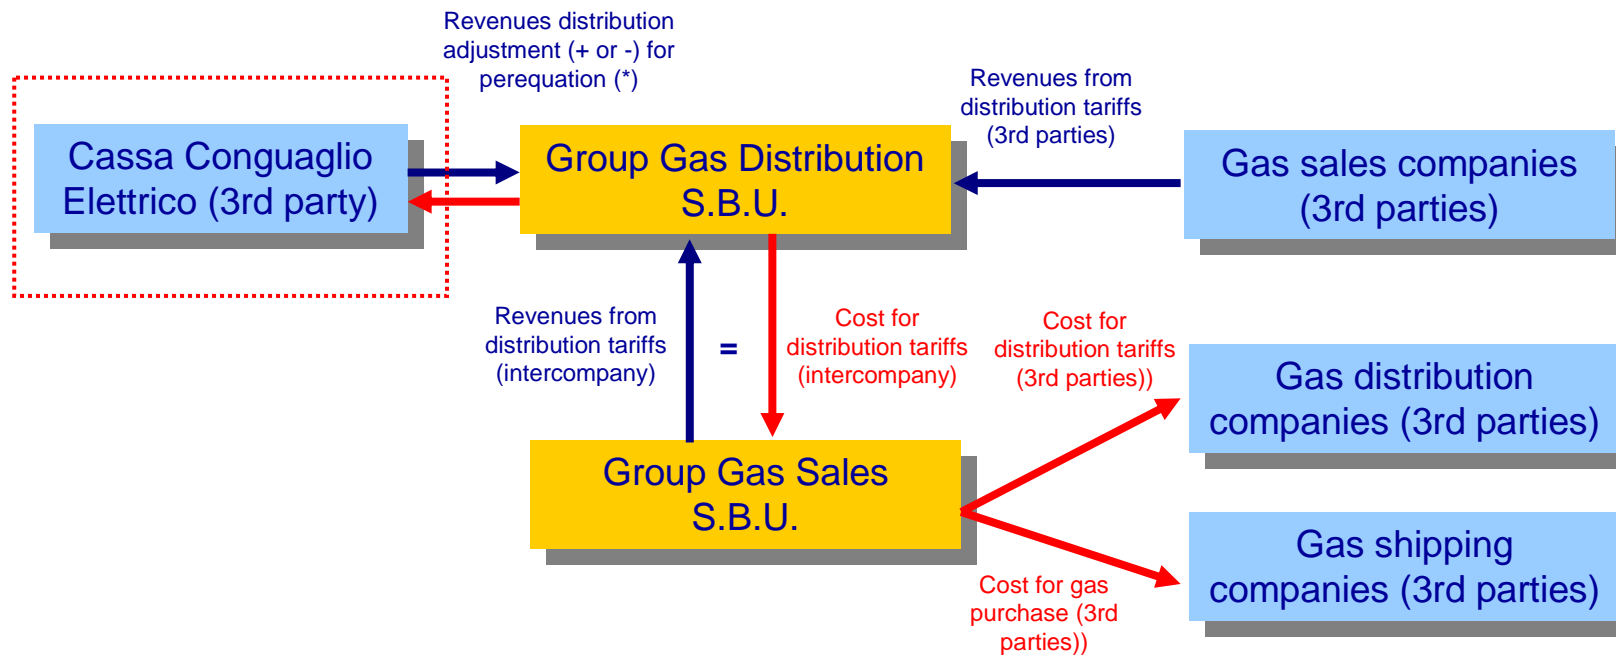 Revenues distribution
adjustment (+ or -) for
perequation (*)
Revenues from
distribution tariffs
(3rd parties)
Cassa Conguaglio
Elettrico (3rd party)
Group Gas Distribution
S.B.U.
Gas sales companies
(3rd parties)
Revenues from
distribution tariffs
(intercompany)
=
Cost for
distribution tariffs
(intercompany)
Cost for
distribution tariffs
(3rd parties))
Gas distribution
companies (3rd parties)
Group Gas Sales
S.B.U.
Gas shipping
companies (3rd parties)
Cost for gas
purchase (3rd
parties))